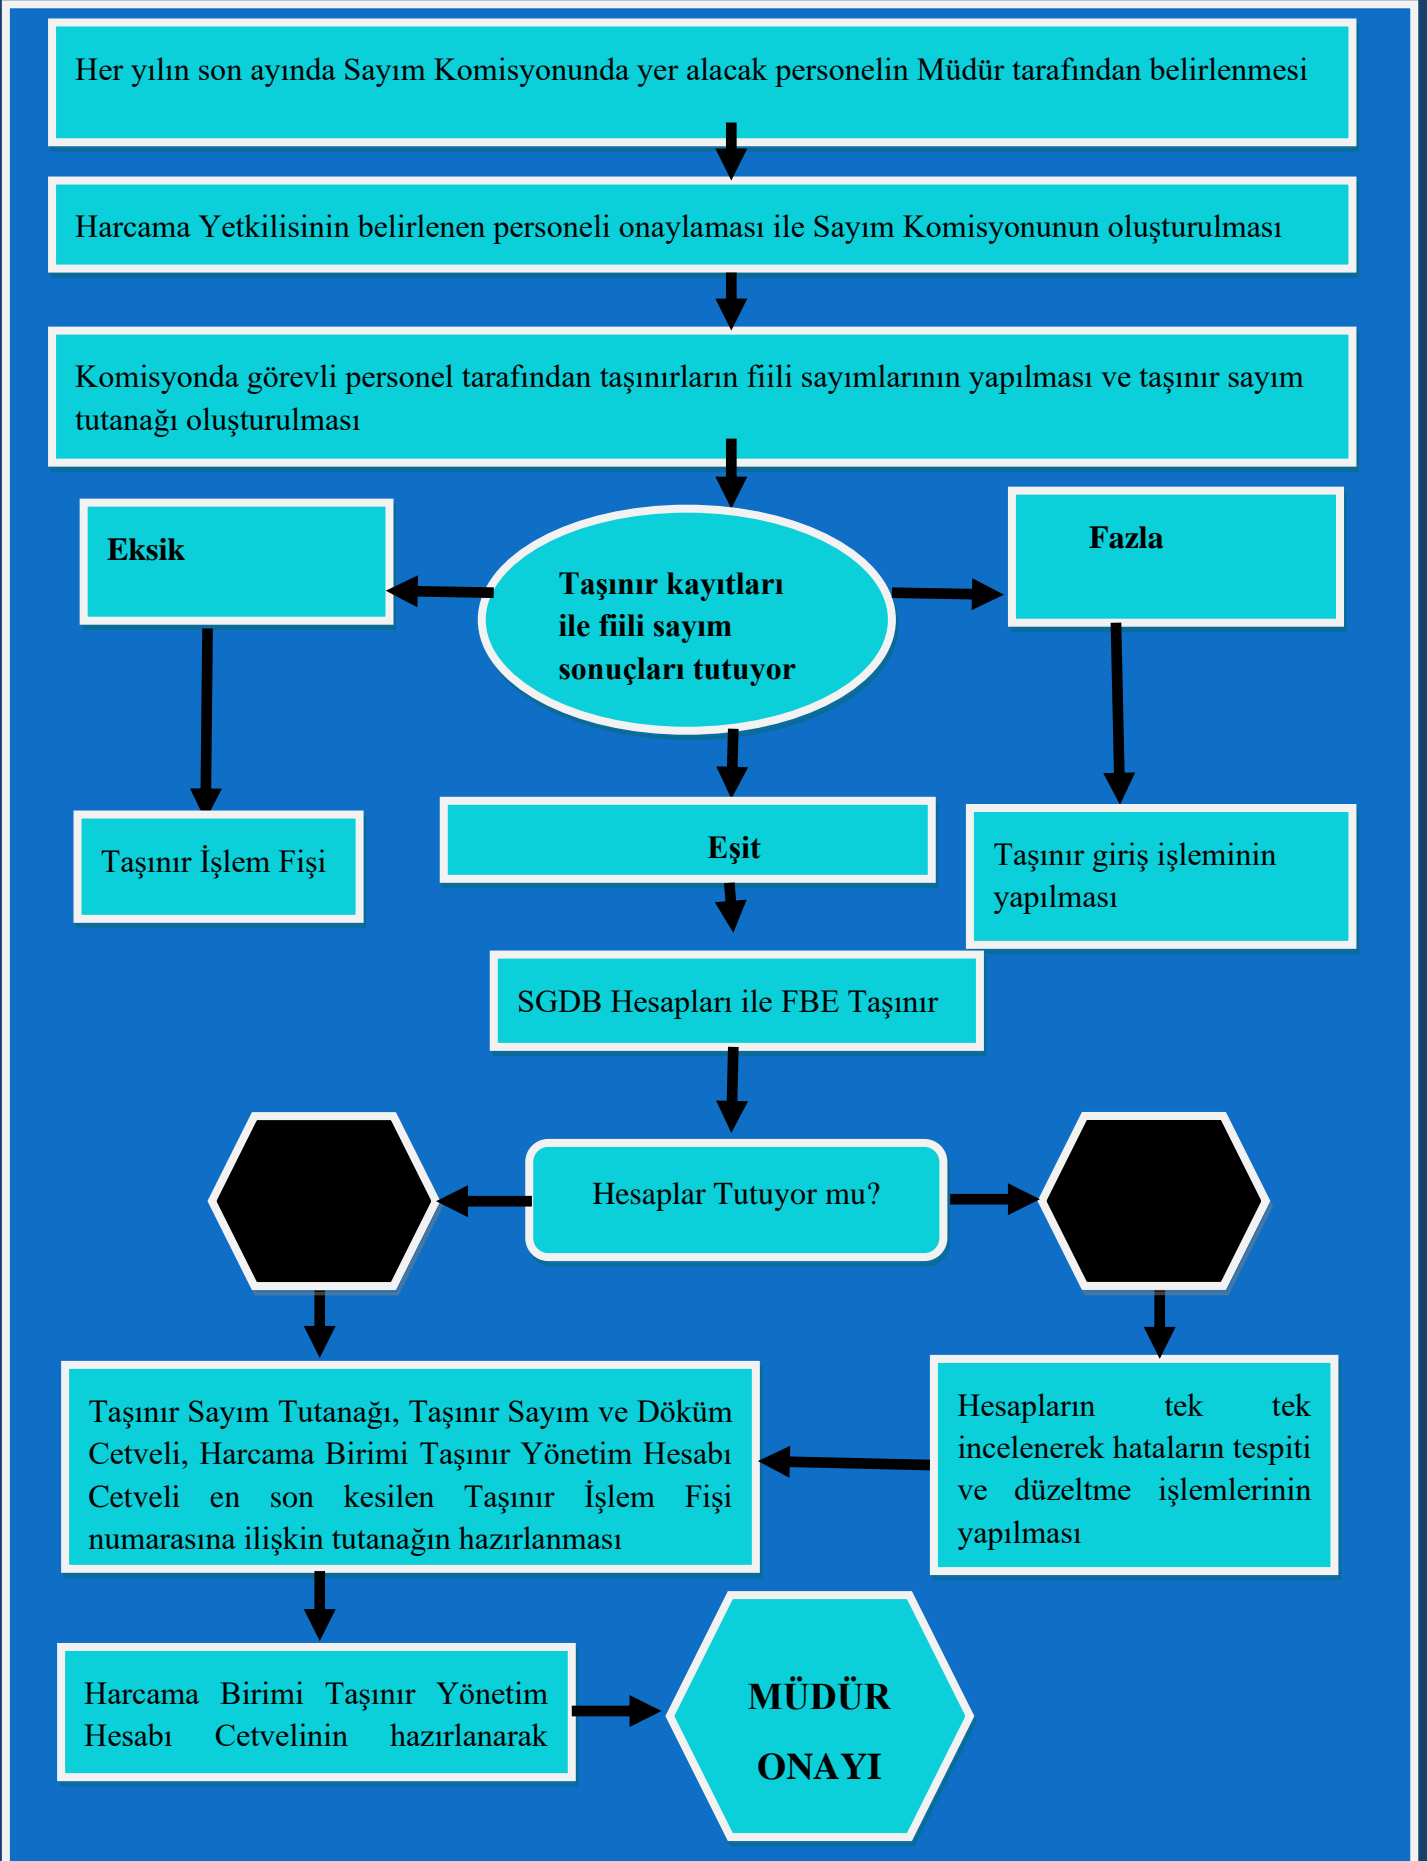 Her yılın son ayında Sayım Komisyonunda yer alacak personelin Müdür tarafından belirlenmesi
Harcama Yetkilisinin belirlenen personeli onaylaması ile Sayım Komisyonunun oluşturulması
Komisyonda görevli personel tarafından taşınırların fiili sayımlarının yapılması ve taşınır sayım
tutanağı oluşturulması
Eksik
Taşınır kayıtları
ile fiili sayım
sonuçları tutuyor
Fazla
Taşınır İşlem Fişi
Eşit
Taşınır giriş işleminin
yapılması
SGDB Hesapları ile FBE Taşınır
Hesaplar Tutuyor mu?
Taşınır Sayım Tutanağı, Taşınır Sayım ve Döküm
Cetveli, Harcama Birimi Taşınır Yönetim Hesabı
Cetveli en son kesilen Taşınır İşlem Fişi
numarasına ilişkin tutanağın hazırlanması
Hesapların tek tek
incelenerek hataların tespiti
ve düzeltme işlemlerinin
yapılması
Harcama Birimi Taşınır Yönetim
Hesabı Cetvelinin hazırlanarak
MÜDÜR
ONAYI